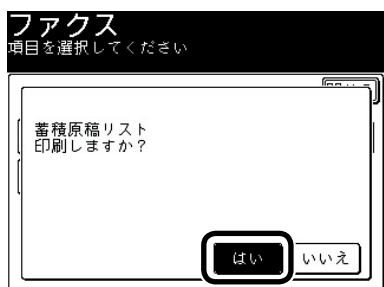 ファクス
項目を選択してください
蓄積原稿リスト
印刷しますか？
はい
いいえ